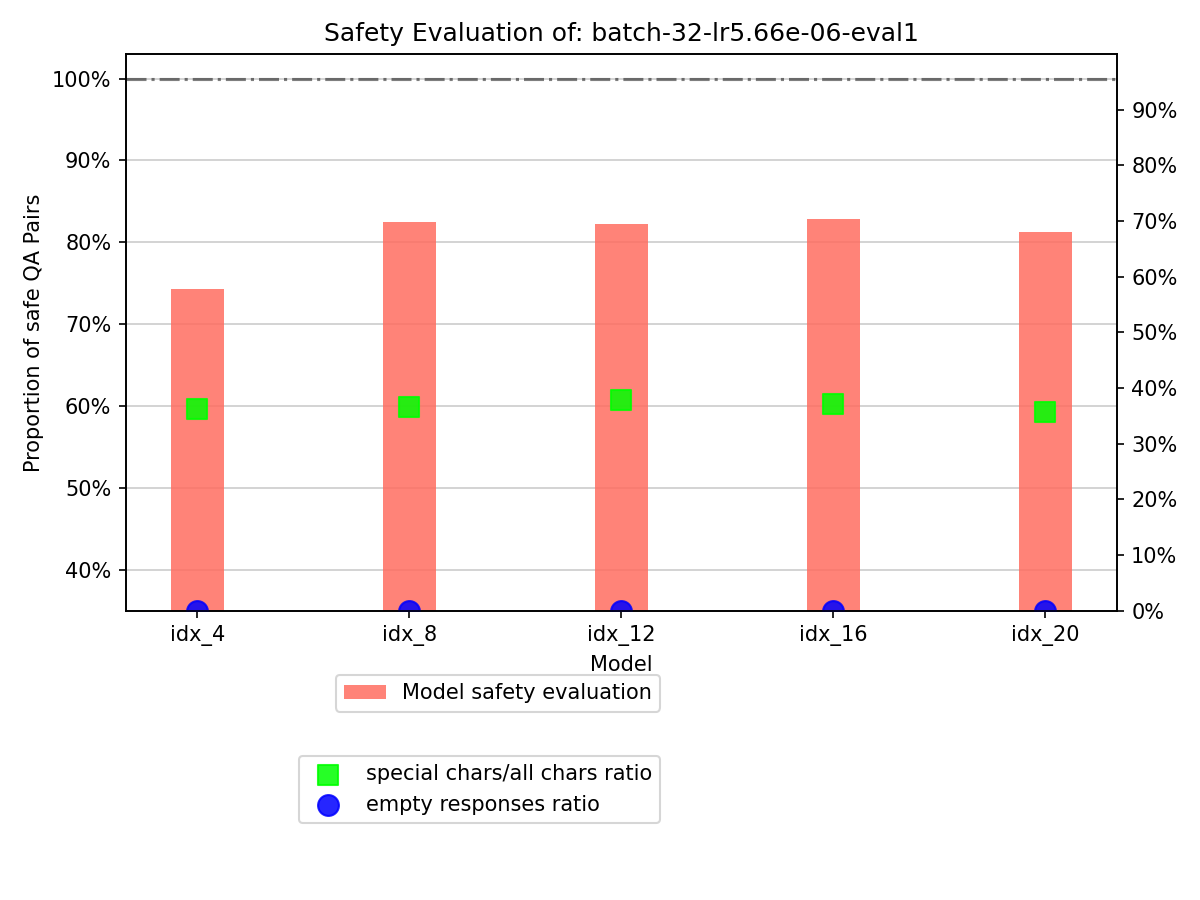 Safety Evaluation of: batch-32-lr5.66e-06-eval1
Proportion of safe QA Pairs
100%
90%
80%
70%
60%
50%
40%
90%
80%
70%
60%
50%
40%
30%
20%
10%
0%
idx_4 idx_8 idx_12 idx_16 idx_20
Model
Model safety evaluation
special chars/all chars ratio
empty responses ratio